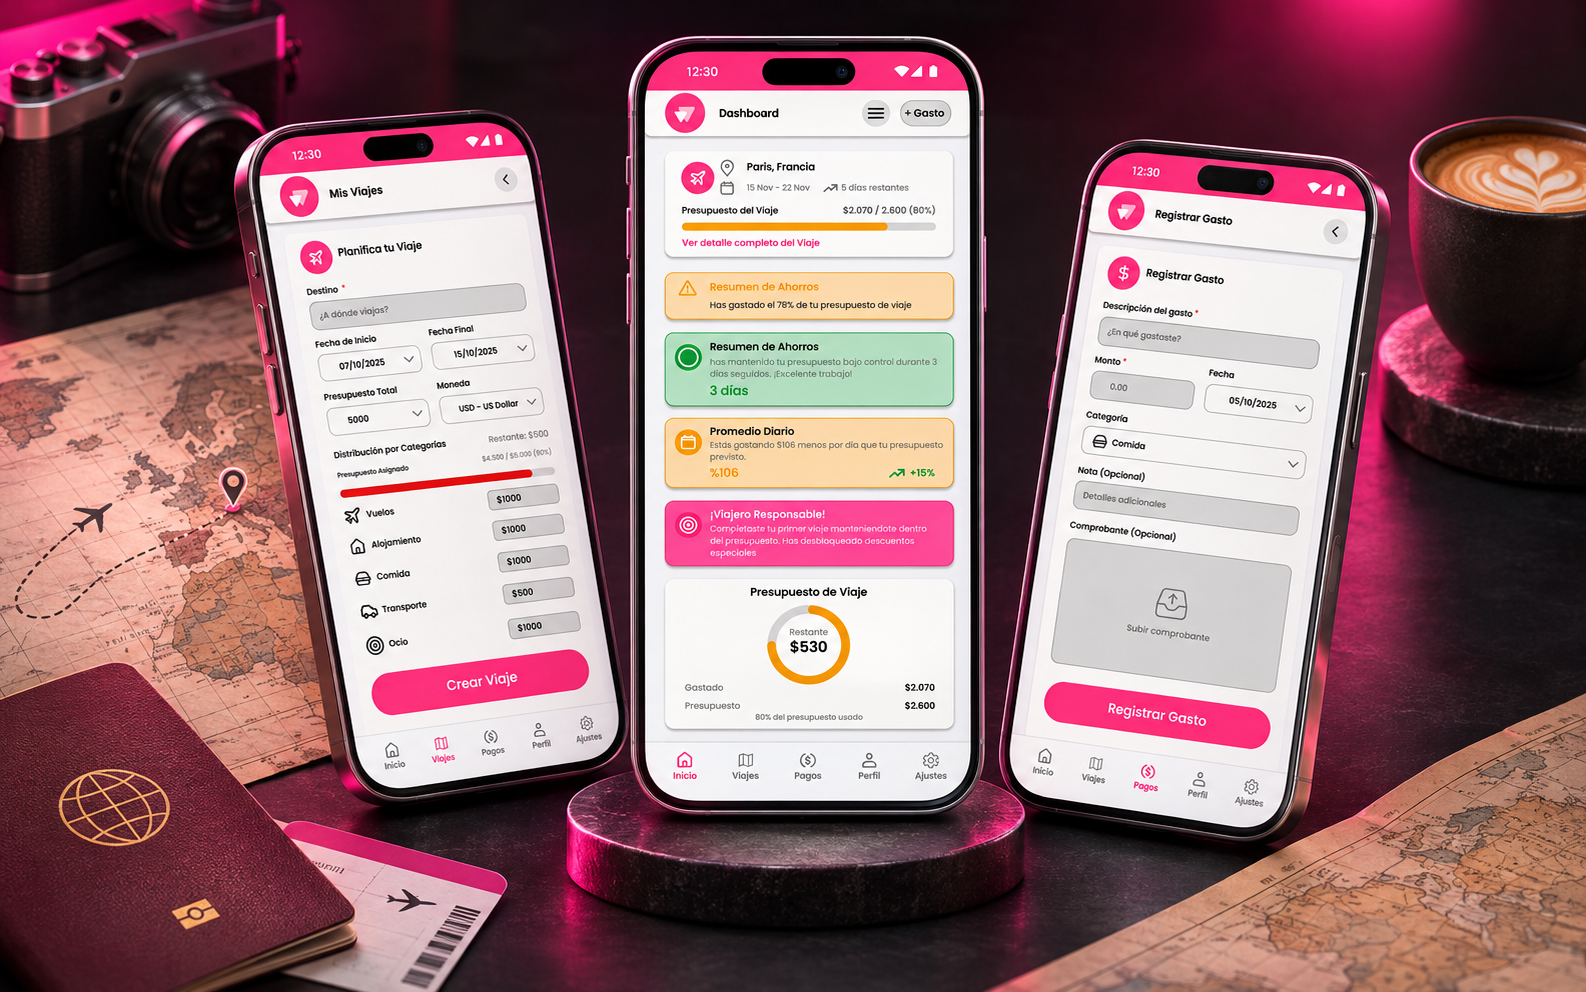 12:30
Mis Viajes
Planifica tu Viaje
Destino *
¿A dónde viajas?
Fecha de Inicio
Fecha Final
07/10/2025
15/10/2025
Presupuesto Total
Moneda
5000
USD - US Dollar
Distribución por Categorías
Restante: $500
Presupuesto Asignado
$4.500 / $5.000 (90%)
Vuelos
$1000
Alojamiento
$1000
Comida
$1000
Transporte
$500
Ocio
$1000
Crear Viaje
Inicio
Viajes
Pagos
Perfil
Ajustes
12:30
Dashboard
+ Gasto
Paris, Francia
15 Nov - 22 Nov
5 días restantes
Presupuesto del Viaje
$2.070 / 2.600 (80%)
Ver detalle completo del Viaje
Resumen de Ahorros
Has gastado el 78% de tu presupuesto de viaje
Resumen de Ahorros
has mantenido tu presupuesto bajo control durante 3
días seguidos. ¡Excelente trabajo!
3 días
Promedio Diario
Estás gastando $106 menos por día que tu presupuesto
previsto.
%106
+15%
¡Viajero Responsable!
Completaste tu primer viaje manteniendote dentro
del presupuesto. Has desbloqueado descuentos
especiales
Presupuesto de Viaje
Restante
$530
Gastado
$2.070
Presupuesto
$2.600
80% del presupuesto usado
Inicio
Viajes
Pagos
Perfil
Ajustes
12:30
Registrar Gasto
Registrar Gasto
Descripción del gasto *
¿En qué gastaste?
Monto *
Fecha
0.00
05/10/2025
Categoría
Comida
Nota (Opcional)
Detalles adicionales
Comprobante (Opcional)
Subir comprobante
Registrar Gasto
Inicio
Viajes
Pagos
Perfil
Ajustes